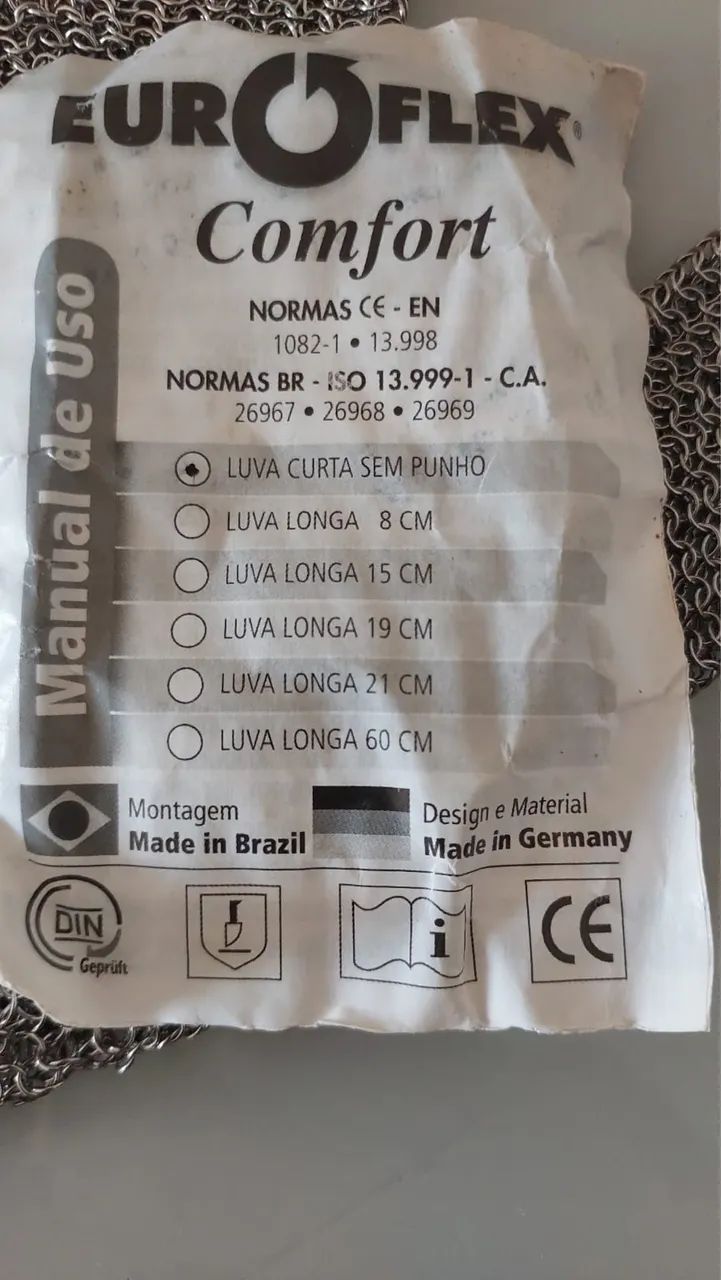 EUROFLEX®
Comfort
Manual de Uso
NORMAS CE - EN
1082-1 • 13.998
NORMAS BR - ISO 13.999-1 - C.A.
26967 • 26968 • 26969
LUVA CURTA SEM PUNHO
LUVA LONGA 8 CM
LUVA LONGA 15 CM
LUVA LONGA 19 CM
LUVA LONGA 21 CM
LUVA LONGA 60 CM
Montagem
Made in Brazil
Design e Material
Made in Germany
DIN
Geprüft
i
CE